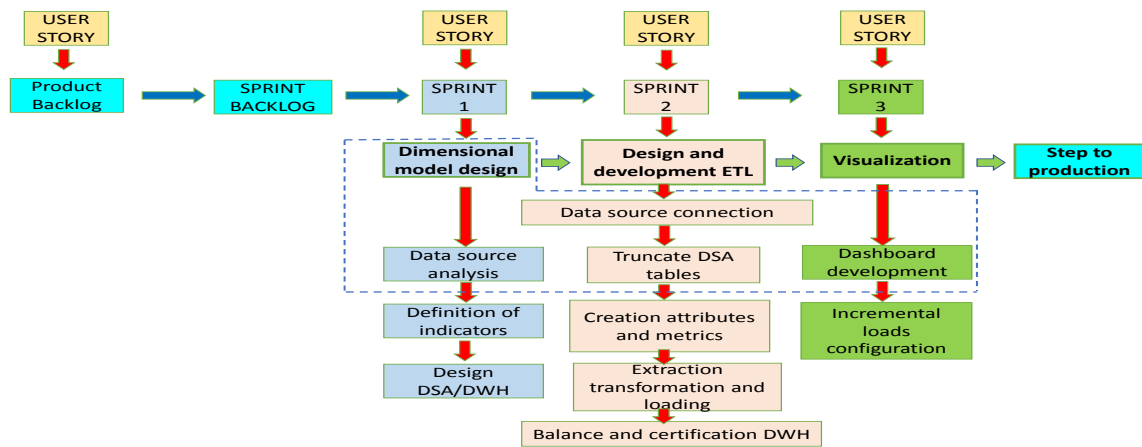 USER
STORY
USER
STORY
USER
STORY
USER
STORY
Product
Backlog
SPRINT
BACKLOG
SPRINT
1
SPRINT
2
SPRINT
3
Dimensional
model design
Design and
development ETL
Visualization
Step to
production
Data source connection
Data source
analysis
Truncate DSA
tables
Dashboard
development
Definition of
indicators
Creation attributes
and metrics
Incremental
loads
configuration
Design
DSA/DWH
Extraction
transformation and
loading
Balance and certification DWH